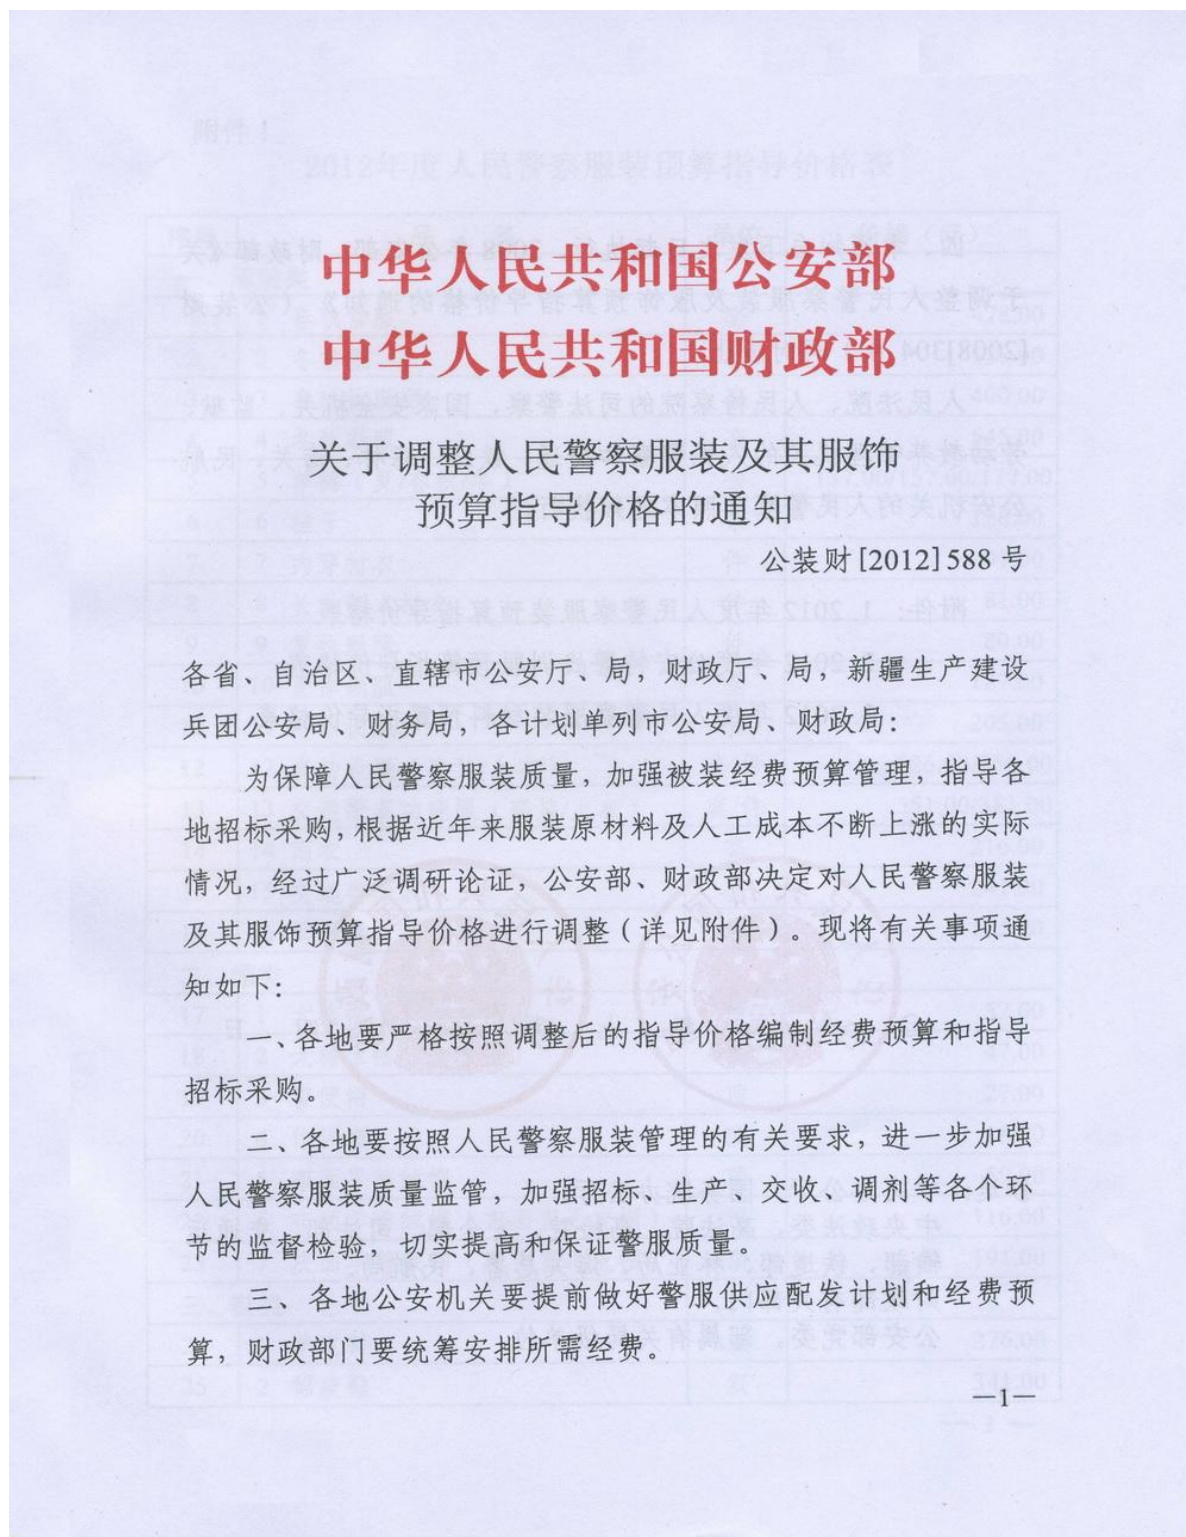 中华人民共和国公安部
中华人民共和国财政部
关于调整人民警察服装及其服饰
预算指导价格的通知
公装财[2012]588号
各省、自治区、直辖市公安厅、局，财政厅、局，新疆生产建设
兵团公安局、财务局，各计划单列市公安局、财政局：
为保障人民警察服装质量，加强被装经费预算管理，指导各
地招标采购，根据近年来服装原材料及人工成本不断上涨的实际
情况，经过广泛调研论证，公安部、财政部决定对人民警察服装
及其服饰预算指导价格进行调整（详见附件）。现将有关事项通
知如下：
一、各地要严格按照调整后的指导价格编制经费预算和指导
招标采购。
二、各地要按照人民警察服装管理的有关要求，进一步加强
人民警察服装质量监管，加强招标、生产、交收、调剂等各个环
节的监督检验，切实提高和保证警服质量。
三、各地公安机关要提前做好警服供应配发计划和经费预
算，财政部门要统筹安排所需经费。
—1—